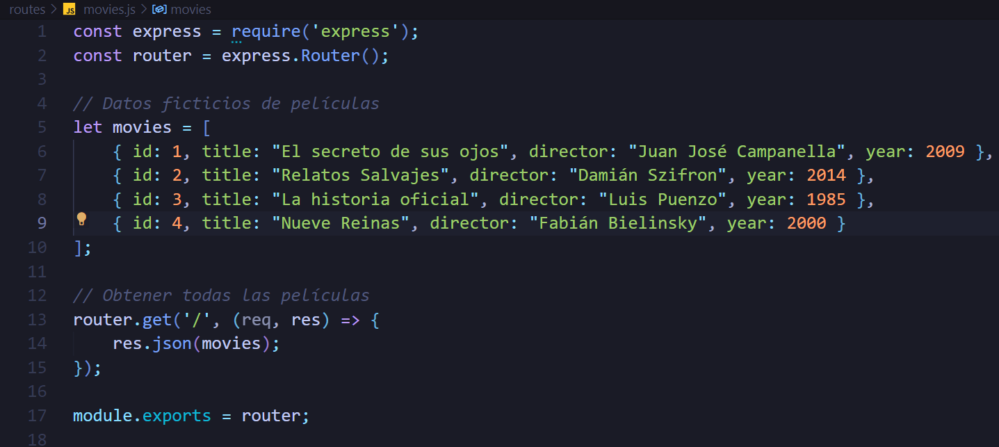 routes > JS movies.js > movies
1 const express = require('express');
2 const router = express.Router();
3
4 // Datos ficticios de películas
5 let movies = [
6     { id: 1, title: "El secreto de sus ojos", director: "Juan José Campanella", year: 2009 },
7     { id: 2, title: "Relatos Salvajes", director: "Damián Szifron", year: 2014 },
8     { id: 3, title: "La historia oficial", director: "Luis Puenzo", year: 1985 },
9     { id: 4, title: "Nueve Reinas", director: "Fabián Bielinsky", year: 2000 }
10 ];
11
12 // Obtener todas las películas
13 router.get('/', (req, res) => {
14     res.json(movies);
15 });
16
17 module.exports = router;
18